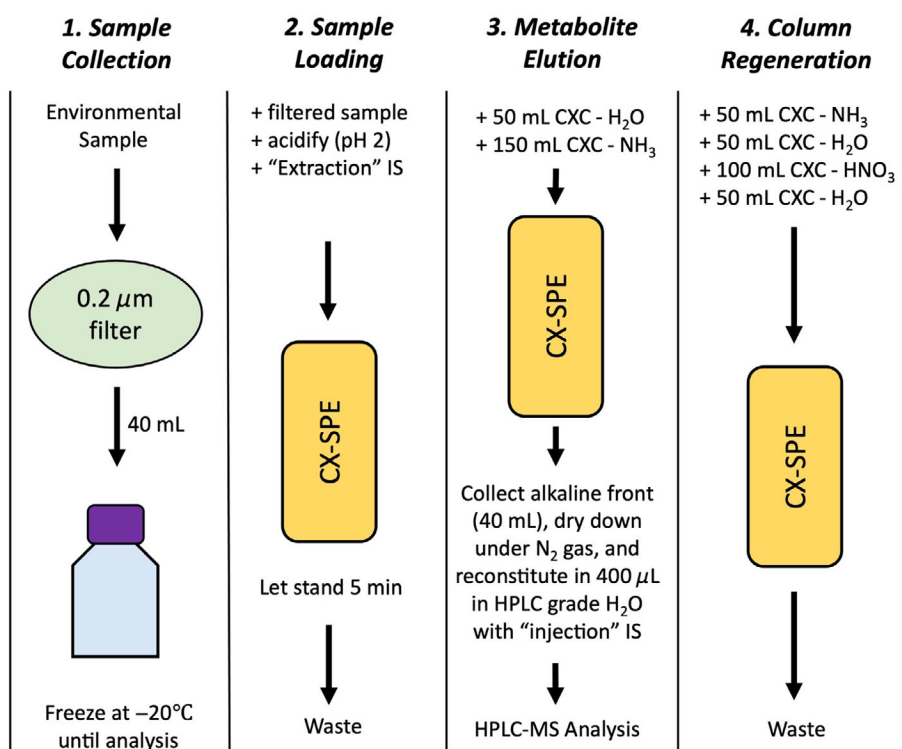 1. Sample
Collection
Environmental
Sample
0.2 μm
filter
40 mL
Freeze at –20℃
until analysis
2. Sample
Loading
+ filtered sample
+ acidify (pH 2)
+ “Extraction” IS
CX-SPE
Let stand 5 min
Waste
3. Metabolite
Elution
+ 50 mL CXC - H₂O
+ 150 mL CXC - NH₃
CX-SPE
Collect alkaline front
(40 mL), dry down
under N₂ gas, and
reconstitute in 400 μL
in HPLC grade H₂O
with “injection” IS
HPLC-MS Analysis
4. Column
Regeneration
+ 50 mL CXC - NH₃
+ 50 mL CXC - H₂O
+ 100 mL CXC - HNO₃
+ 50 mL CXC - H₂O
CX-SPE
Waste